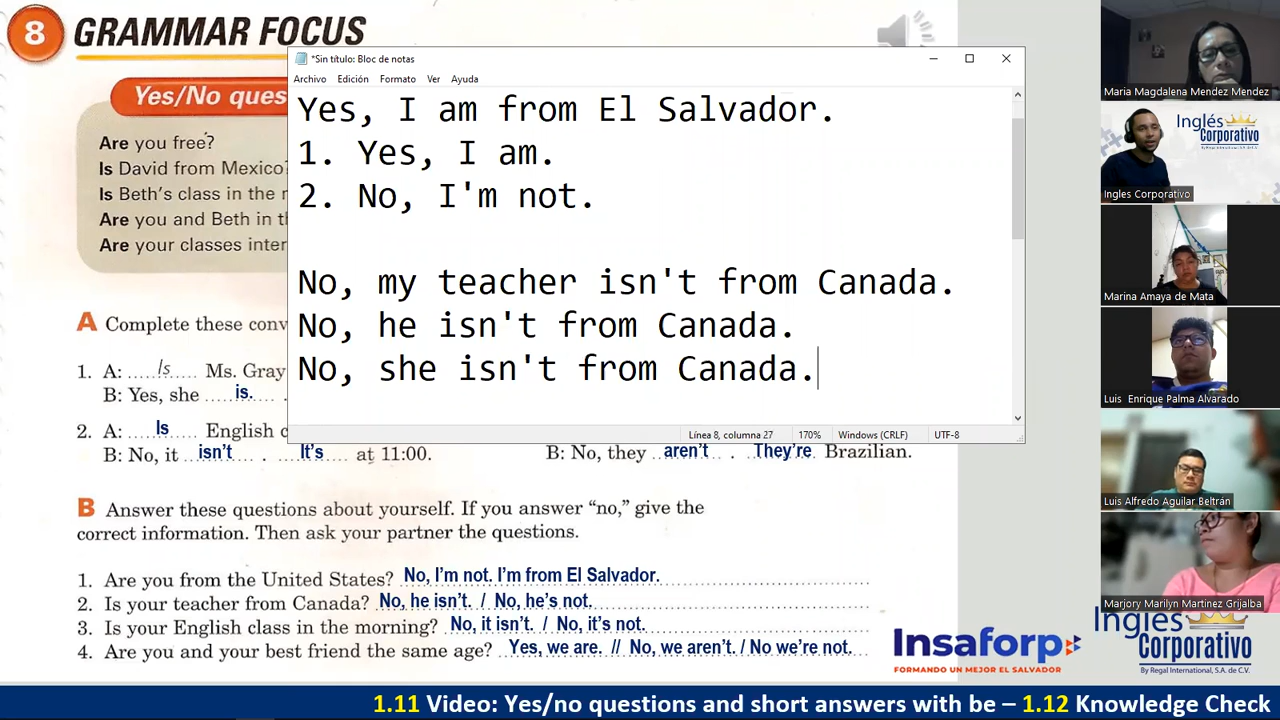 8 GRAMMAR FOCUS
Yes/No ques
Are you free?
Is David from Mexico?
Is Beth's class in the
Are you and Beth in
Are your classes
*Sin título: Bloc de notas
Archivo Edición Formato Ver Ayuda
Yes, I am from El Salvador.
1. Yes, I am.
2. No, I'm not.
No, my teacher isn't from Canada.
No, he isn't from Canada.
No, she isn't from Canada.
Línea 8, columna 27 170% Windows (CRLF) UTF-8
A Complete these conv
1. A: Is Ms. Gray
B: Yes, she is. .
2. A: Is English c
B: No, it isn't . It's at 11:00.
B: No, they aren't . They're Brazilian.
B Answer these questions about yourself. If you answer “no,” give the
correct information. Then ask your partner the questions.
1. Are you from the United States? No, I'm not. I'm from El Salvador.
2. Is your teacher from Canada? No, he isn't. / No, he's not.
3. Is your English class in the morning? No, it isn't. / No, it's not.
4. Are you and your best friend the same age? Yes, we are. // No, we aren't. / No we're not.
Insaforp
FORMANDO UN MEJOR EL SALVADOR
Inglés
Corporativo
By Regal International, S.A. de C.V.
1.11 Video: Yes/no questions and short answers with be – 1.12 Knowledge Check
Maria Magdalena Mendez Mendez
Inglés
Corporativo
By Regal International, S.A. de C.V.
Ingles Corporativo
Marina Amaya de Mata
Luis Enrique Palma Alvarado
Luis Alfredo Aguilar Beltrán
Marjory Marilyn Martinez Grijalba